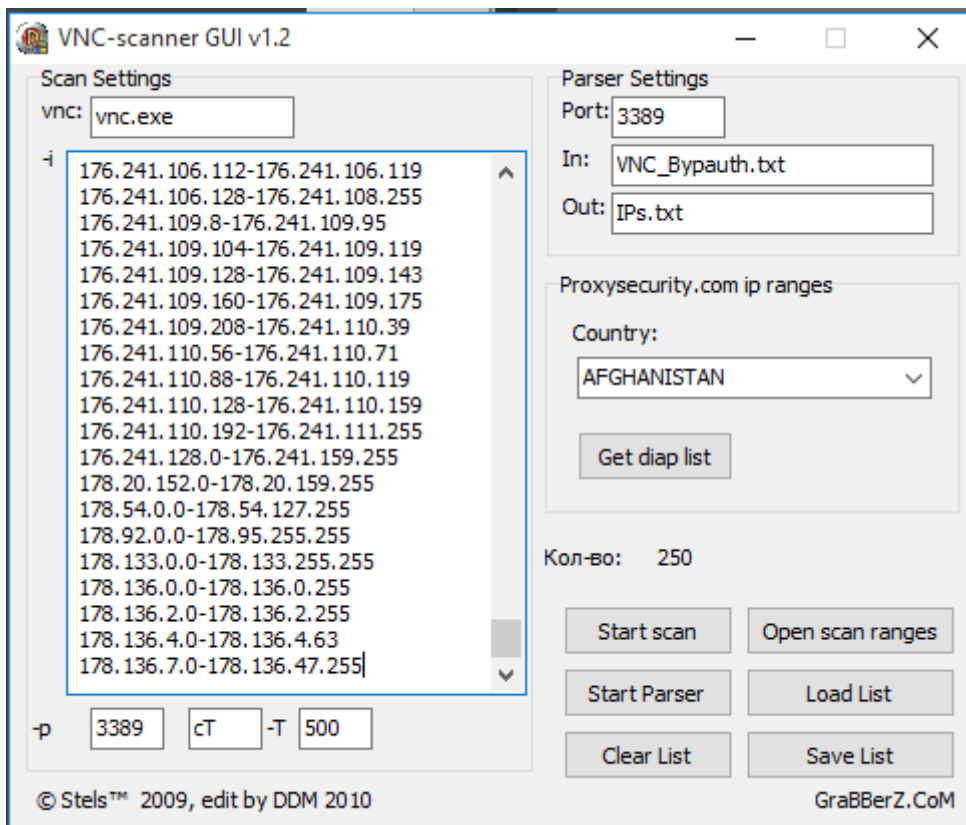 VNC-scanner GUI v1.2
Scan Settings
vnc: vnc.exe
-i
176.241.106.112-176.241.106.119
176.241.106.128-176.241.108.255
176.241.109.8-176.241.109.95
176.241.109.104-176.241.109.119
176.241.109.128-176.241.109.143
176.241.109.160-176.241.109.175
176.241.109.208-176.241.110.39
176.241.110.56-176.241.110.71
176.241.110.88-176.241.110.119
176.241.110.128-176.241.110.159
176.241.110.192-176.241.111.255
176.241.128.0-176.241.159.255
178.20.152.0-178.20.159.255
178.54.0.0-178.54.127.255
178.92.0.0-178.95.255.255
178.133.0.0-178.133.255.255
178.136.0.0-178.136.0.255
178.136.2.0-178.136.2.255
178.136.4.0-178.136.4.63
178.136.7.0-178.136.47.255
-p 3389 cT -T 500
Parser Settings
Port: 3389
In: VNC_Bypauth.txt
Out: IPs.txt
Proxysecurity.com ip ranges
Country:
AFGHANISTAN
Get diap list
Кол-во: 250
Start scan Open scan ranges
Start Parser Load List
Clear List Save List
© Stels™ 2009, edit by DDM 2010
GraBBerZ.CoM